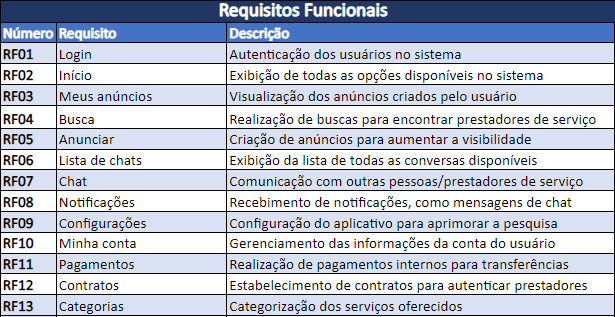 Requisitos Funcionais
Número Requisito Descrição
RF01 Login Autenticação dos usuários no sistema
RF02 Início Exibição de todas as opções disponíveis no sistema
RF03 Meus anúncios Visualização dos anúncios criados pelo usuário
RF04 Busca Realização de buscas para encontrar prestadores de serviço
RF05 Anunciar Criação de anúncios para aumentar a visibilidade
RF06 Lista de chats Exibição da lista de todas as conversas disponíveis
RF07 Chat Comunicação com outras pessoas/prestadores de serviço
RF08 Notificações Recebimento de notificações, como mensagens de chat
RF09 Configurações Configuração do aplicativo para aprimorar a pesquisa
RF10 Minha conta Gerenciamento das informações da conta do usuário
RF11 Pagamentos Realização de pagamentos internos para transferências
RF12 Contratos Estabelecimento de contratos para autenticar prestadores
RF13 Categorias Categorização dos serviços oferecidos